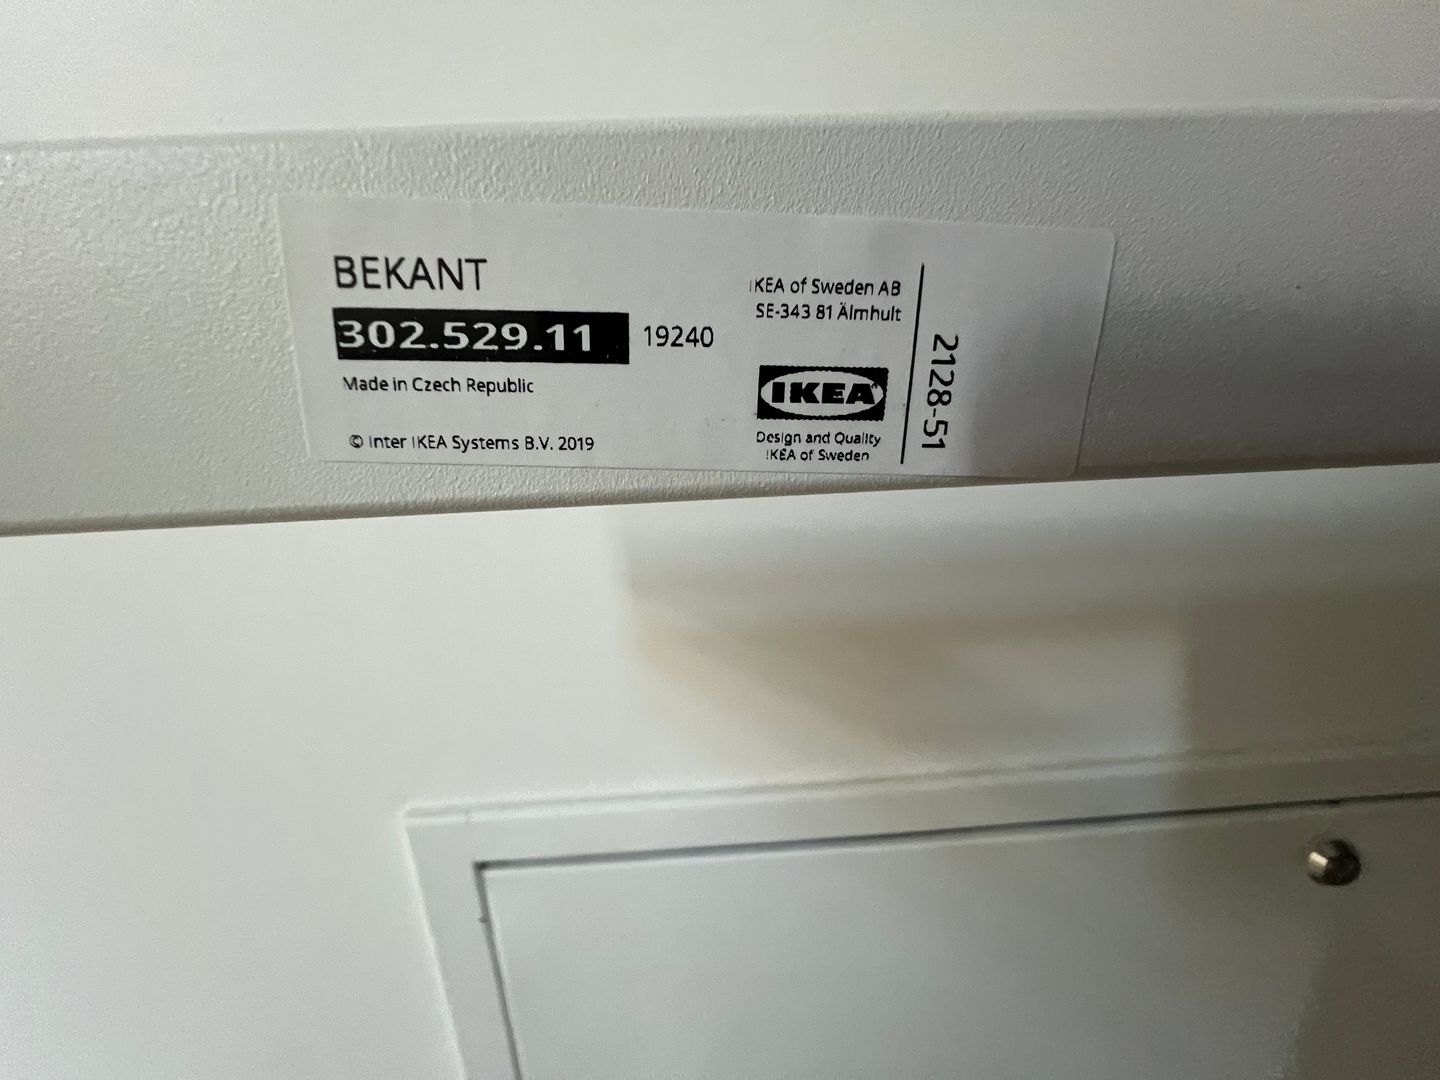 BEKANT
302.529.11 19240
Made in Czech Republic
© Inter IKEA Systems B.V. 2019
IKEA of Sweden AB
SE-343 81 Älmhult
IKEA®
Design and Quality
IKEA of Sweden
2128-51